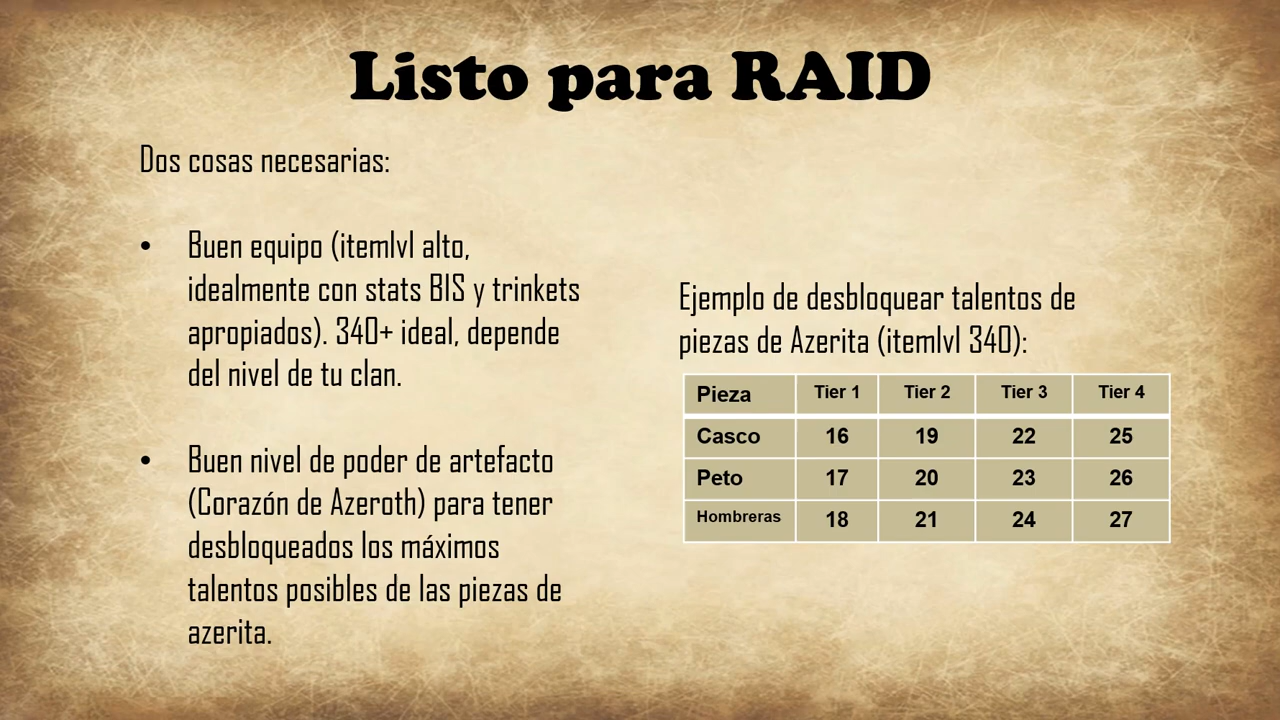 Listo para RAID
Dos cosas necesarias:
• Buen equipo (itemlvl alto,
idealmente con stats BIS y trinkets
apropiados). 340+ ideal, depende
del nivel de tu clan.
• Buen nivel de poder de artefacto
(Corazón de Azeroth) para tener
desbloqueados los máximos
talentos posibles de las piezas de
azerita.
Ejemplo de desbloquear talentos de
piezas de Azerita (itemlvl 340):
Pieza Tier 1 Tier 2 Tier 3 Tier 4
Casco 16 19 22 25
Peto 17 20 23 26
Hombreras 18 21 24 27